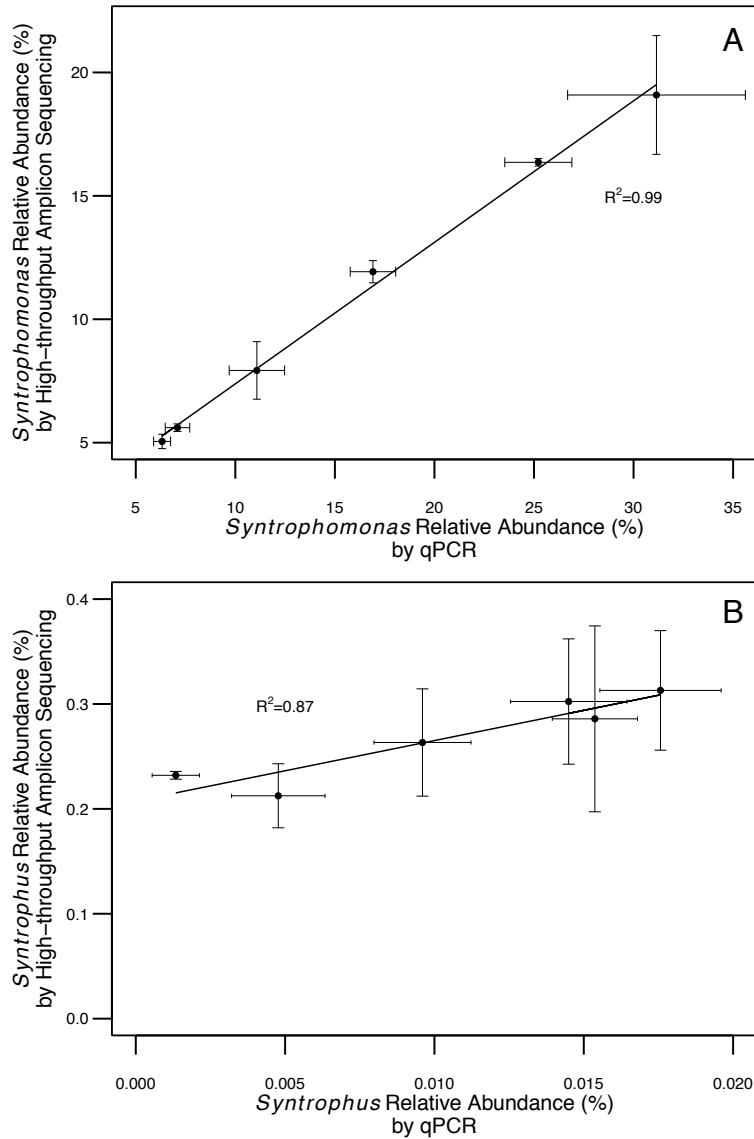 A
Syntrophomonas Relative Abundance (%)
by High−throughput Amplicon Sequencing
20
15
10
5
R²=0.99
5 10 15 20 25 30 35
Syntrophomonas Relative Abundance (%)
by qPCR
B
Syntrophus Relative Abundance (%)
by High−throughput Amplicon Sequencing
0.4
0.3
0.2
0.1
0.0
R²=0.87
0.000 0.005 0.010 0.015 0.020
Syntrophus Relative Abundance (%)
by qPCR